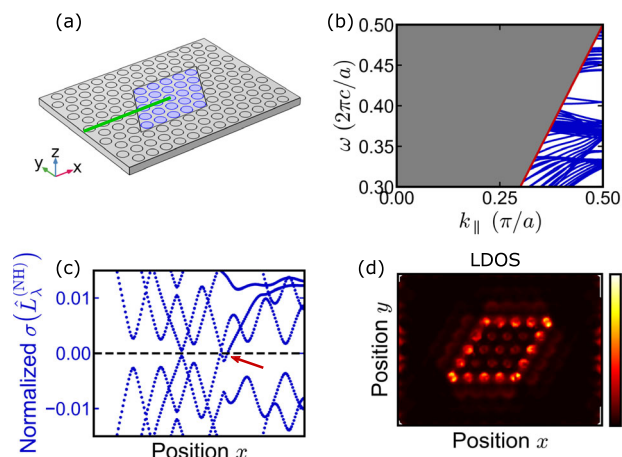 (a)
z
y
x
(b)
0.50
0.45
0.40
0.35
0.30
0.00
0.25
0.50
ω (2πc/a)
k∥ (π/a)
(c)
0.01
0.00
−0.01
Normalized σ(L̂λ^(NH))
Position x
LDOS
(d)
Position y
Position x